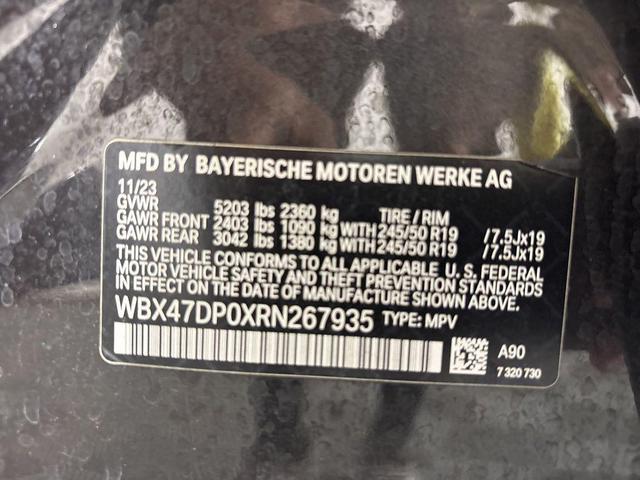 MFD BY BAYERISCHE MOTOREN WERKE AG
11/23
GVWR 5203 lbs 2360 kg TIRE / RIM
GAWR FRONT 2403 lbs 1090 kg WITH 245/50 R19 /7.5Jx19
GAWR REAR 3042 lbs 1380 kg WITH 245/50 R19 /7.5Jx19
THIS VEHICLE CONFORMS TO ALL APPLICABLE U. S. FEDERAL
MOTOR VEHICLE SAFETY AND THEFT PREVENTION STANDARDS
IN EFFECT ON THE DATE OF MANUFACTURE SHOWN ABOVE.
WBX47DP0XRN267935 TYPE: MPV
A90
7 320 730